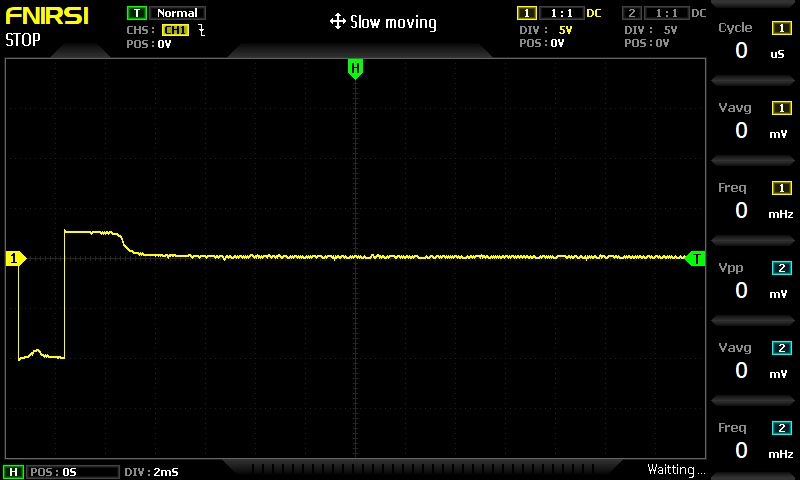 FNIRSI
STOP
T Normal
CHS: CH1
POS: 0V
Slow moving
1 1:1 DC
DIV: 5V
POS: 0V
2 1:1 DC
DIV: 5V
POS: 0V
Cycle 1
0 uS
Vavg 1
0 mV
Freq 1
0 mHz
Vpp 2
0 mV
Vavg 2
0 mV
Freq 2
0 mHz
H
1
T
H POS: 0S DIV: 2mS
Waitting...